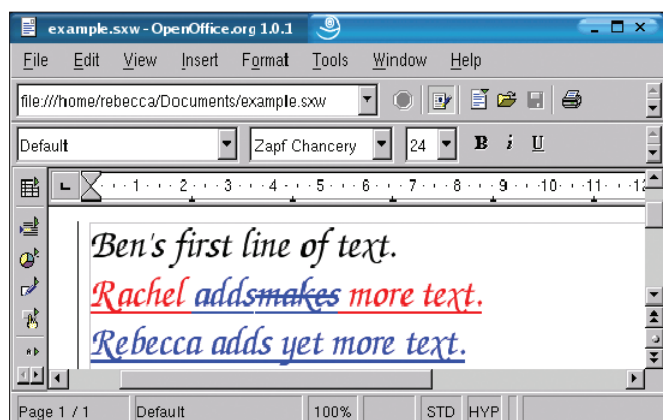 example.sxw - OpenOffice.org 1.0.1
File Edit View Insert Format Tools Window Help
file:///home/rebecca/Documents/example.sxw
Default Zapf Chancery 24 B i U
1 2 3 4 5 6 7 8 9 10 11 12
Ben's first line of text.
Rachel addsmakes more text.
Rebecca adds yet more text.
Page 1 / 1 Default 100% STD HYP